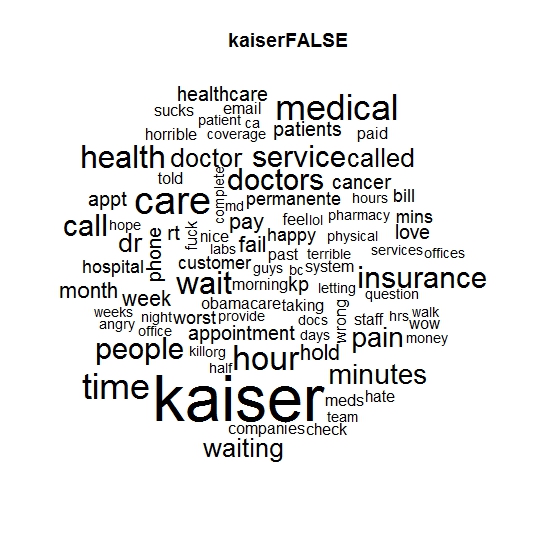 kaiserFALSE
healthcare
sucks email medical
patient ca
horrible coverage patients paid
health doctor service called
told complete doctors cancer
appt care md permanente hours bill
call hope fuck pay feel lol pharmacy mins
dr phone rt nice fail happy physical love
labs past terrible services offices
hospital customer guys bc system
month week wait morning kp letting insurance
question
obamacare taking
weeks night worst provide docs wrong staff hrs walk
angry office appointment days pain wow money
people kill org hour hold
half
time kaiser minutes
meds hate
team
companies check
waiting